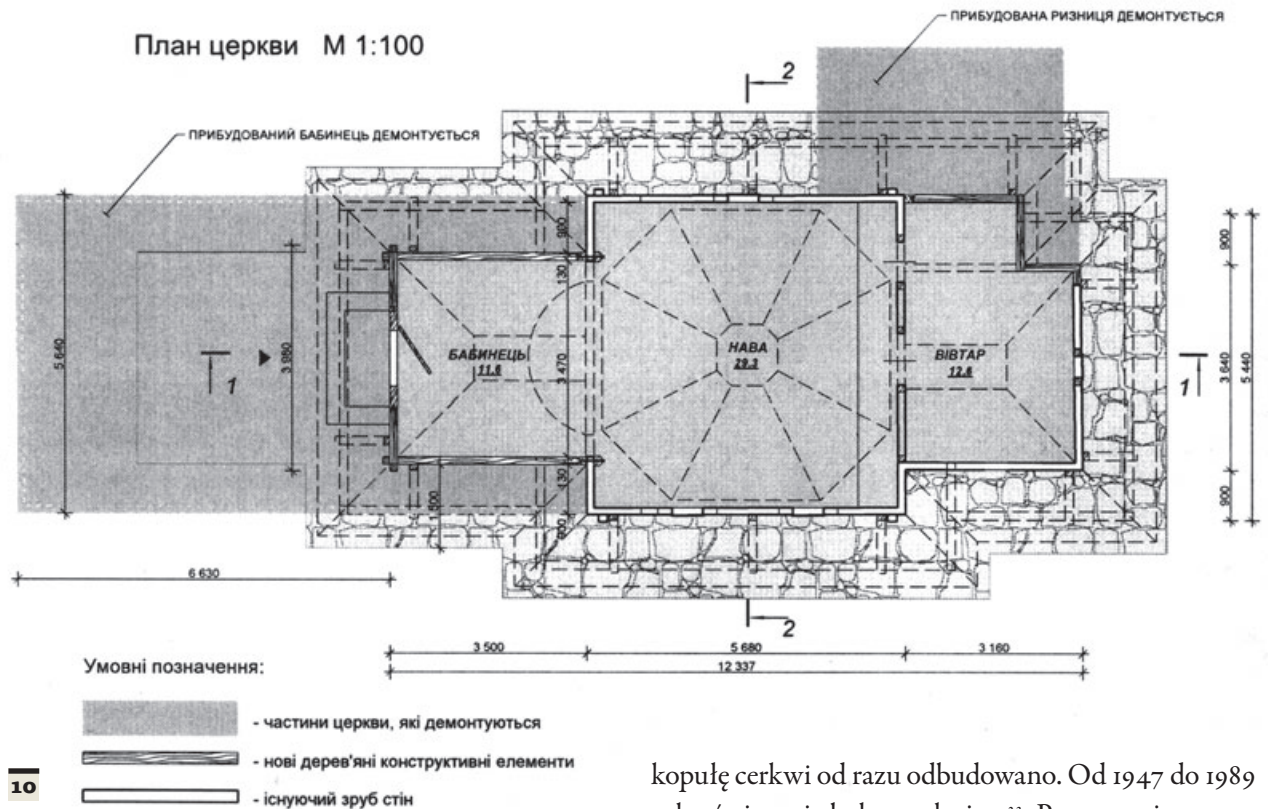 План церкви М 1:100
ПРИБУДОВАНА РИЗНИЦЯ ДЕМОНТУЄТЬСЯ
ПРИБУДОВАНИЙ БАБИНЕЦЬ ДЕМОНТУЄТЬСЯ
2
900
130
900
5 640
3 980
1
БАБИНЕЦЬ
11.6
3 470
НАВА
29.3
ВІВТАР
12.6
3 640
5 440
1
130
900
1 500
900
6 630
2
3 500
5 680
3 160
12 337
Умовні позначення:
- частини церкви, які демонтуються
- нові дерев'яні конструктивні елементи
- існуючий зруб стін
10
kopułę cerkwi od razu odbudowano. Od 1947 do 1989